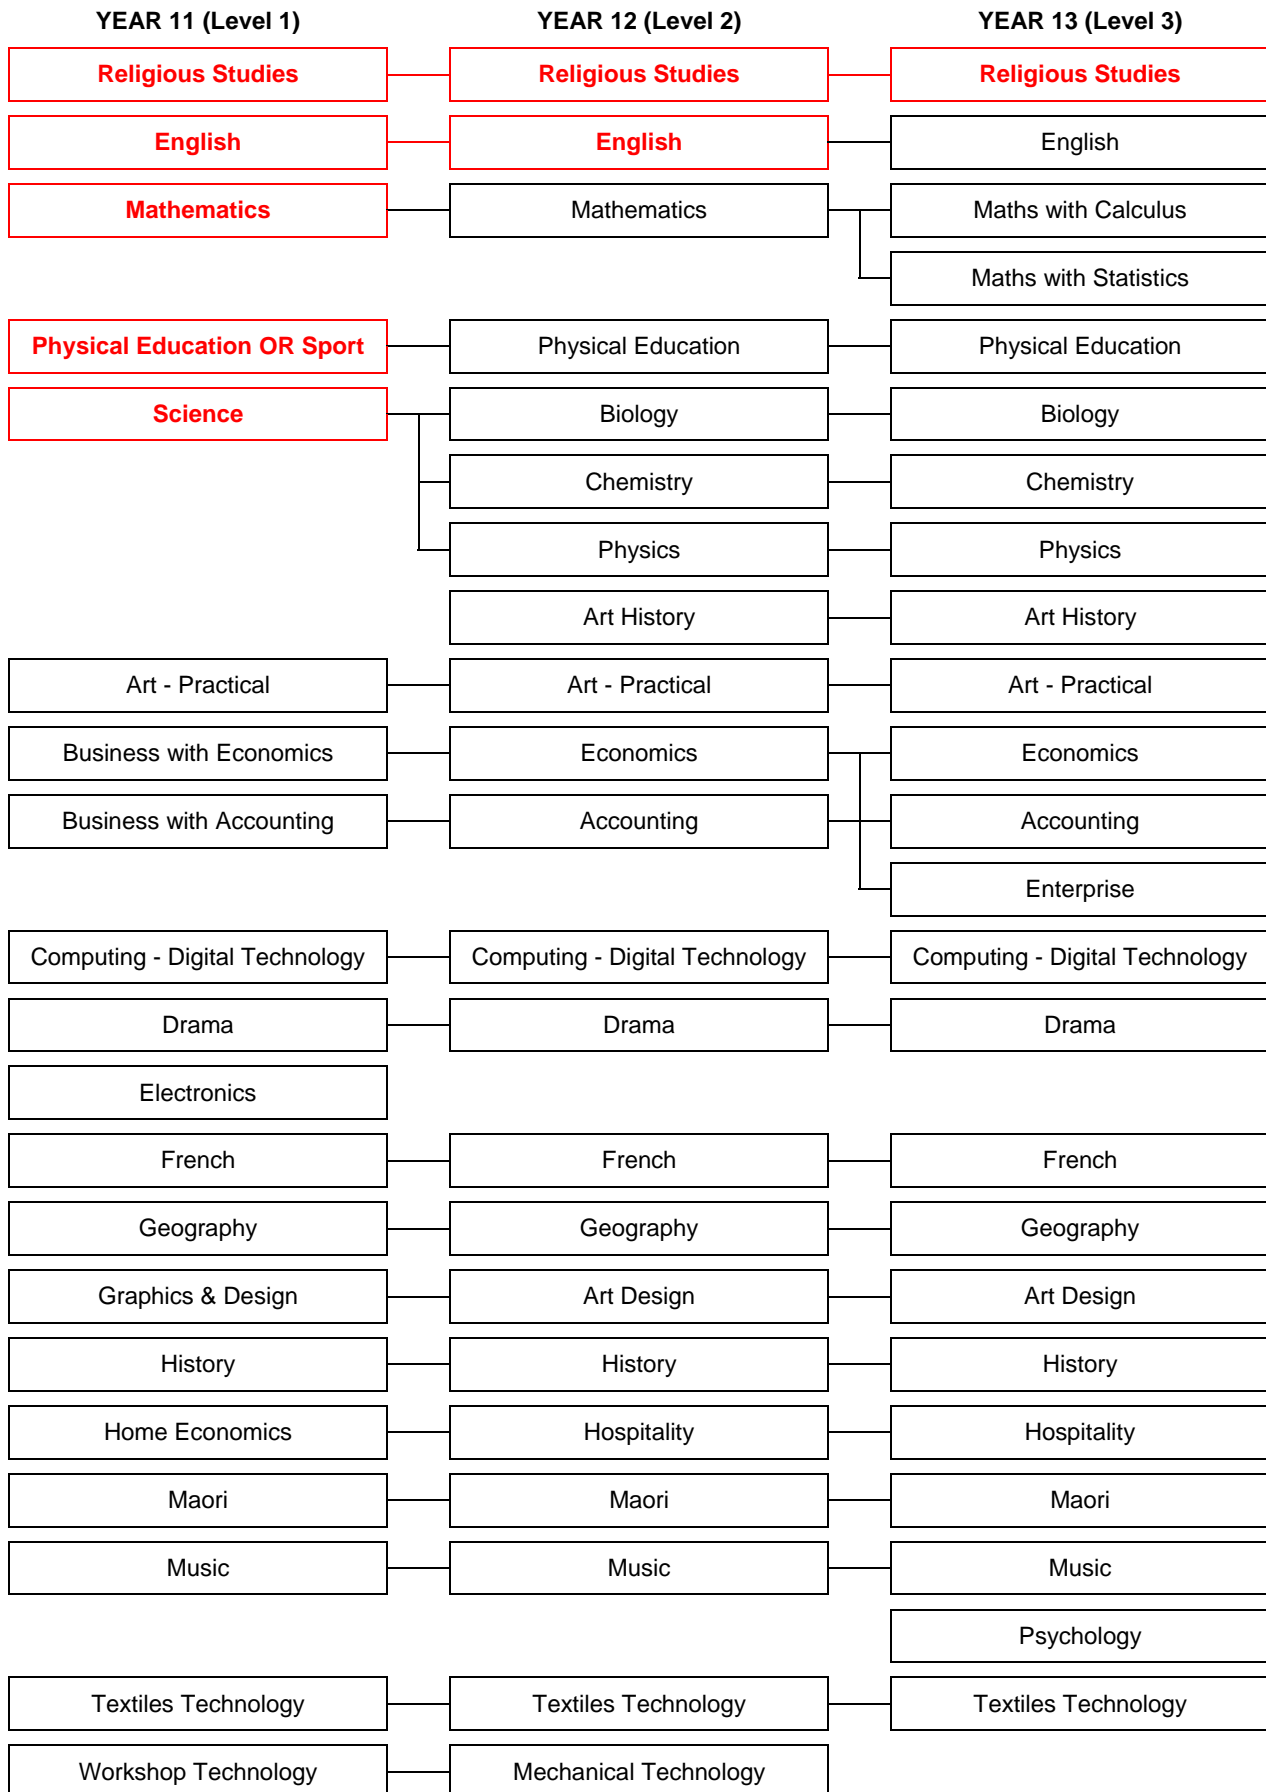 YEAR 11 (Level 1) YEAR 12 (Level 2) YEAR 13 (Level 3)
Religious Studies Religious Studies Religious Studies
English English English
Mathematics Mathematics Maths with Calculus
Maths with Statistics
Physical Education OR Sport Physical Education Physical Education
Science Biology Biology
Chemistry Chemistry
Physics Physics
Art History Art History
Art - Practical Art - Practical Art - Practical
Business with Economics Economics Economics
Business with Accounting Accounting Accounting
Enterprise
Computing - Digital Technology Computing - Digital Technology Computing - Digital Technology
Drama Drama Drama
Electronics
French French French
Geography Geography Geography
Graphics & Design Art Design Art Design
History History History
Home Economics Hospitality Hospitality
Maori Maori Maori
Music Music Music
Psychology
Textiles Technology Textiles Technology Textiles Technology
Workshop Technology Mechanical Technology